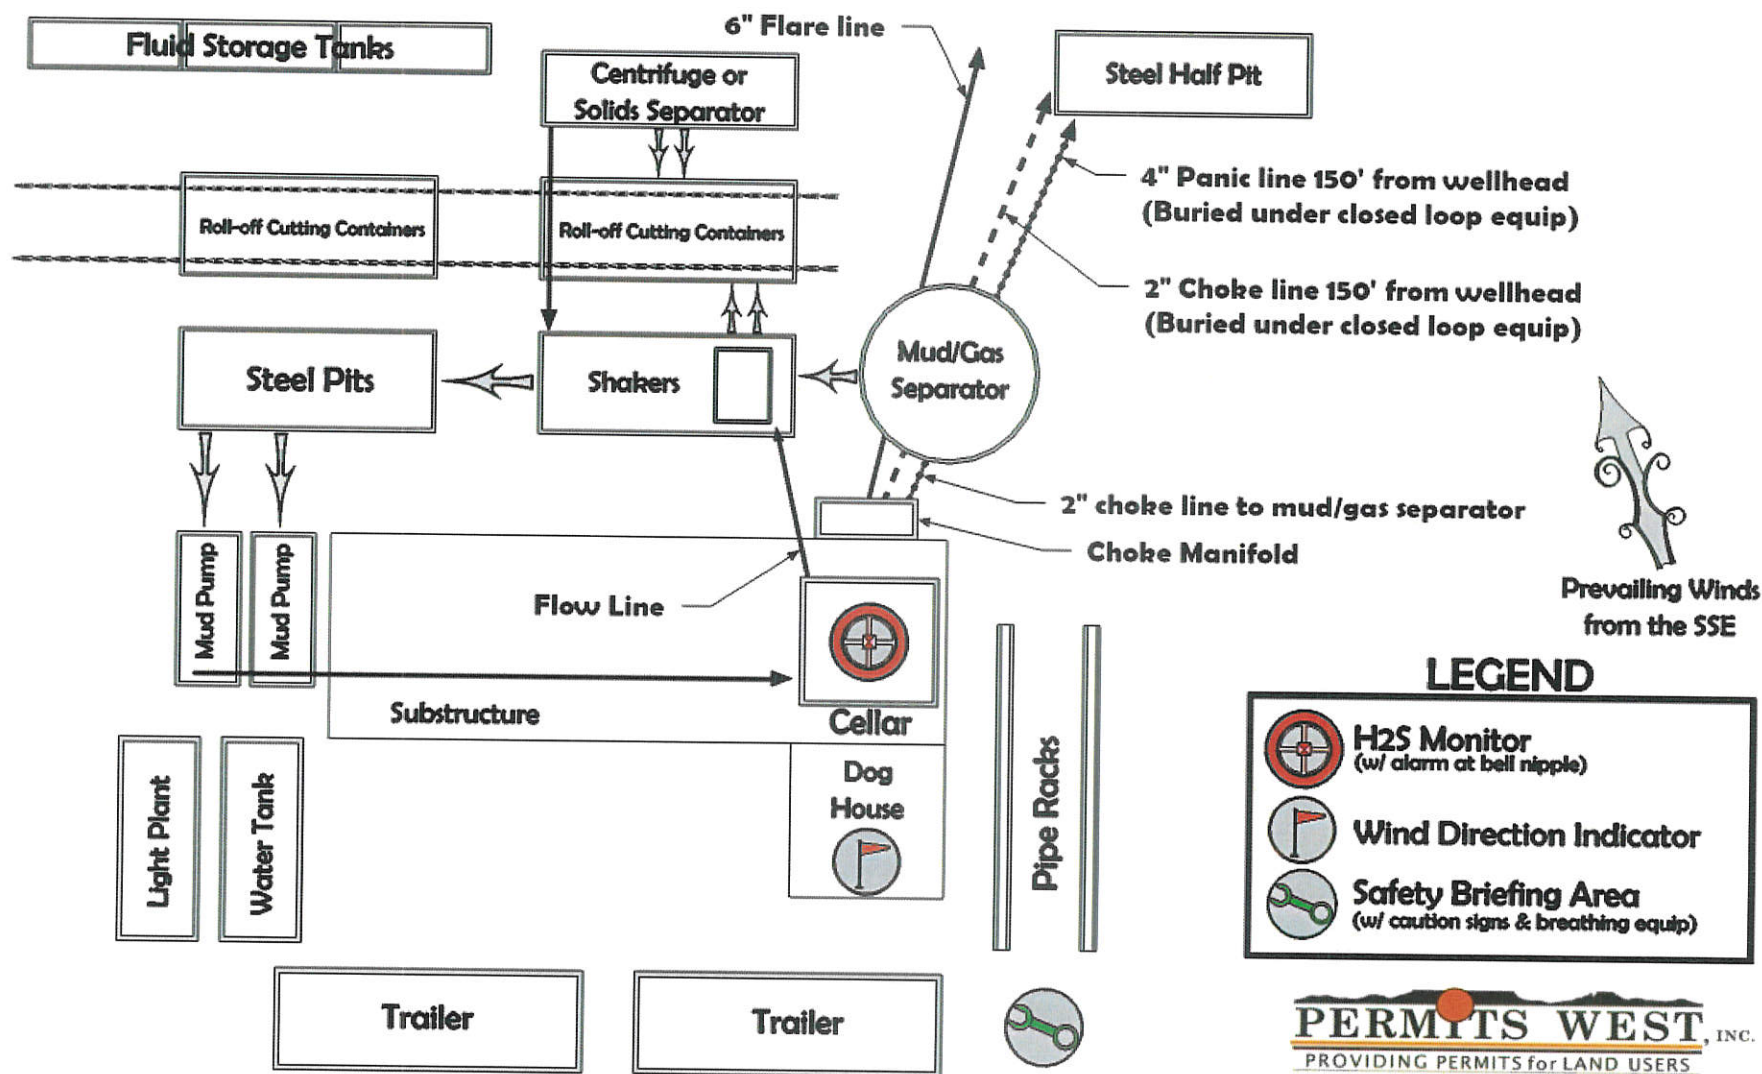 6" Flare line
Fluid Storage Tanks
Centrifuge or
Solids Separator
Steel Half Pit
4" Panic line 150' from wellhead
(Buried under closed loop equip)
Roll-off Cutting Containers
Roll-off Cutting Containers
2" Choke line 150' from wellhead
(Buried under closed loop equip)
Steel Pits
Shakers
Mud/Gas
Separator
2" choke line to mud/gas separator
Choke Manifold
Mud Pump
Mud Pump
Flow Line
Prevailing Winds
from the SSE
Substructure
Cellar
LEGEND
H2S Monitor
(w/ alarm at bell nipple)
Wind Direction Indicator
Safety Briefing Area
(w/ caution signs & breathing equip)
Light Plant
Water Tank
Dog
House
Pipe Racks
Trailer
Trailer
PERMITS WEST, INC.
PROVIDING PERMITS for LAND USERS